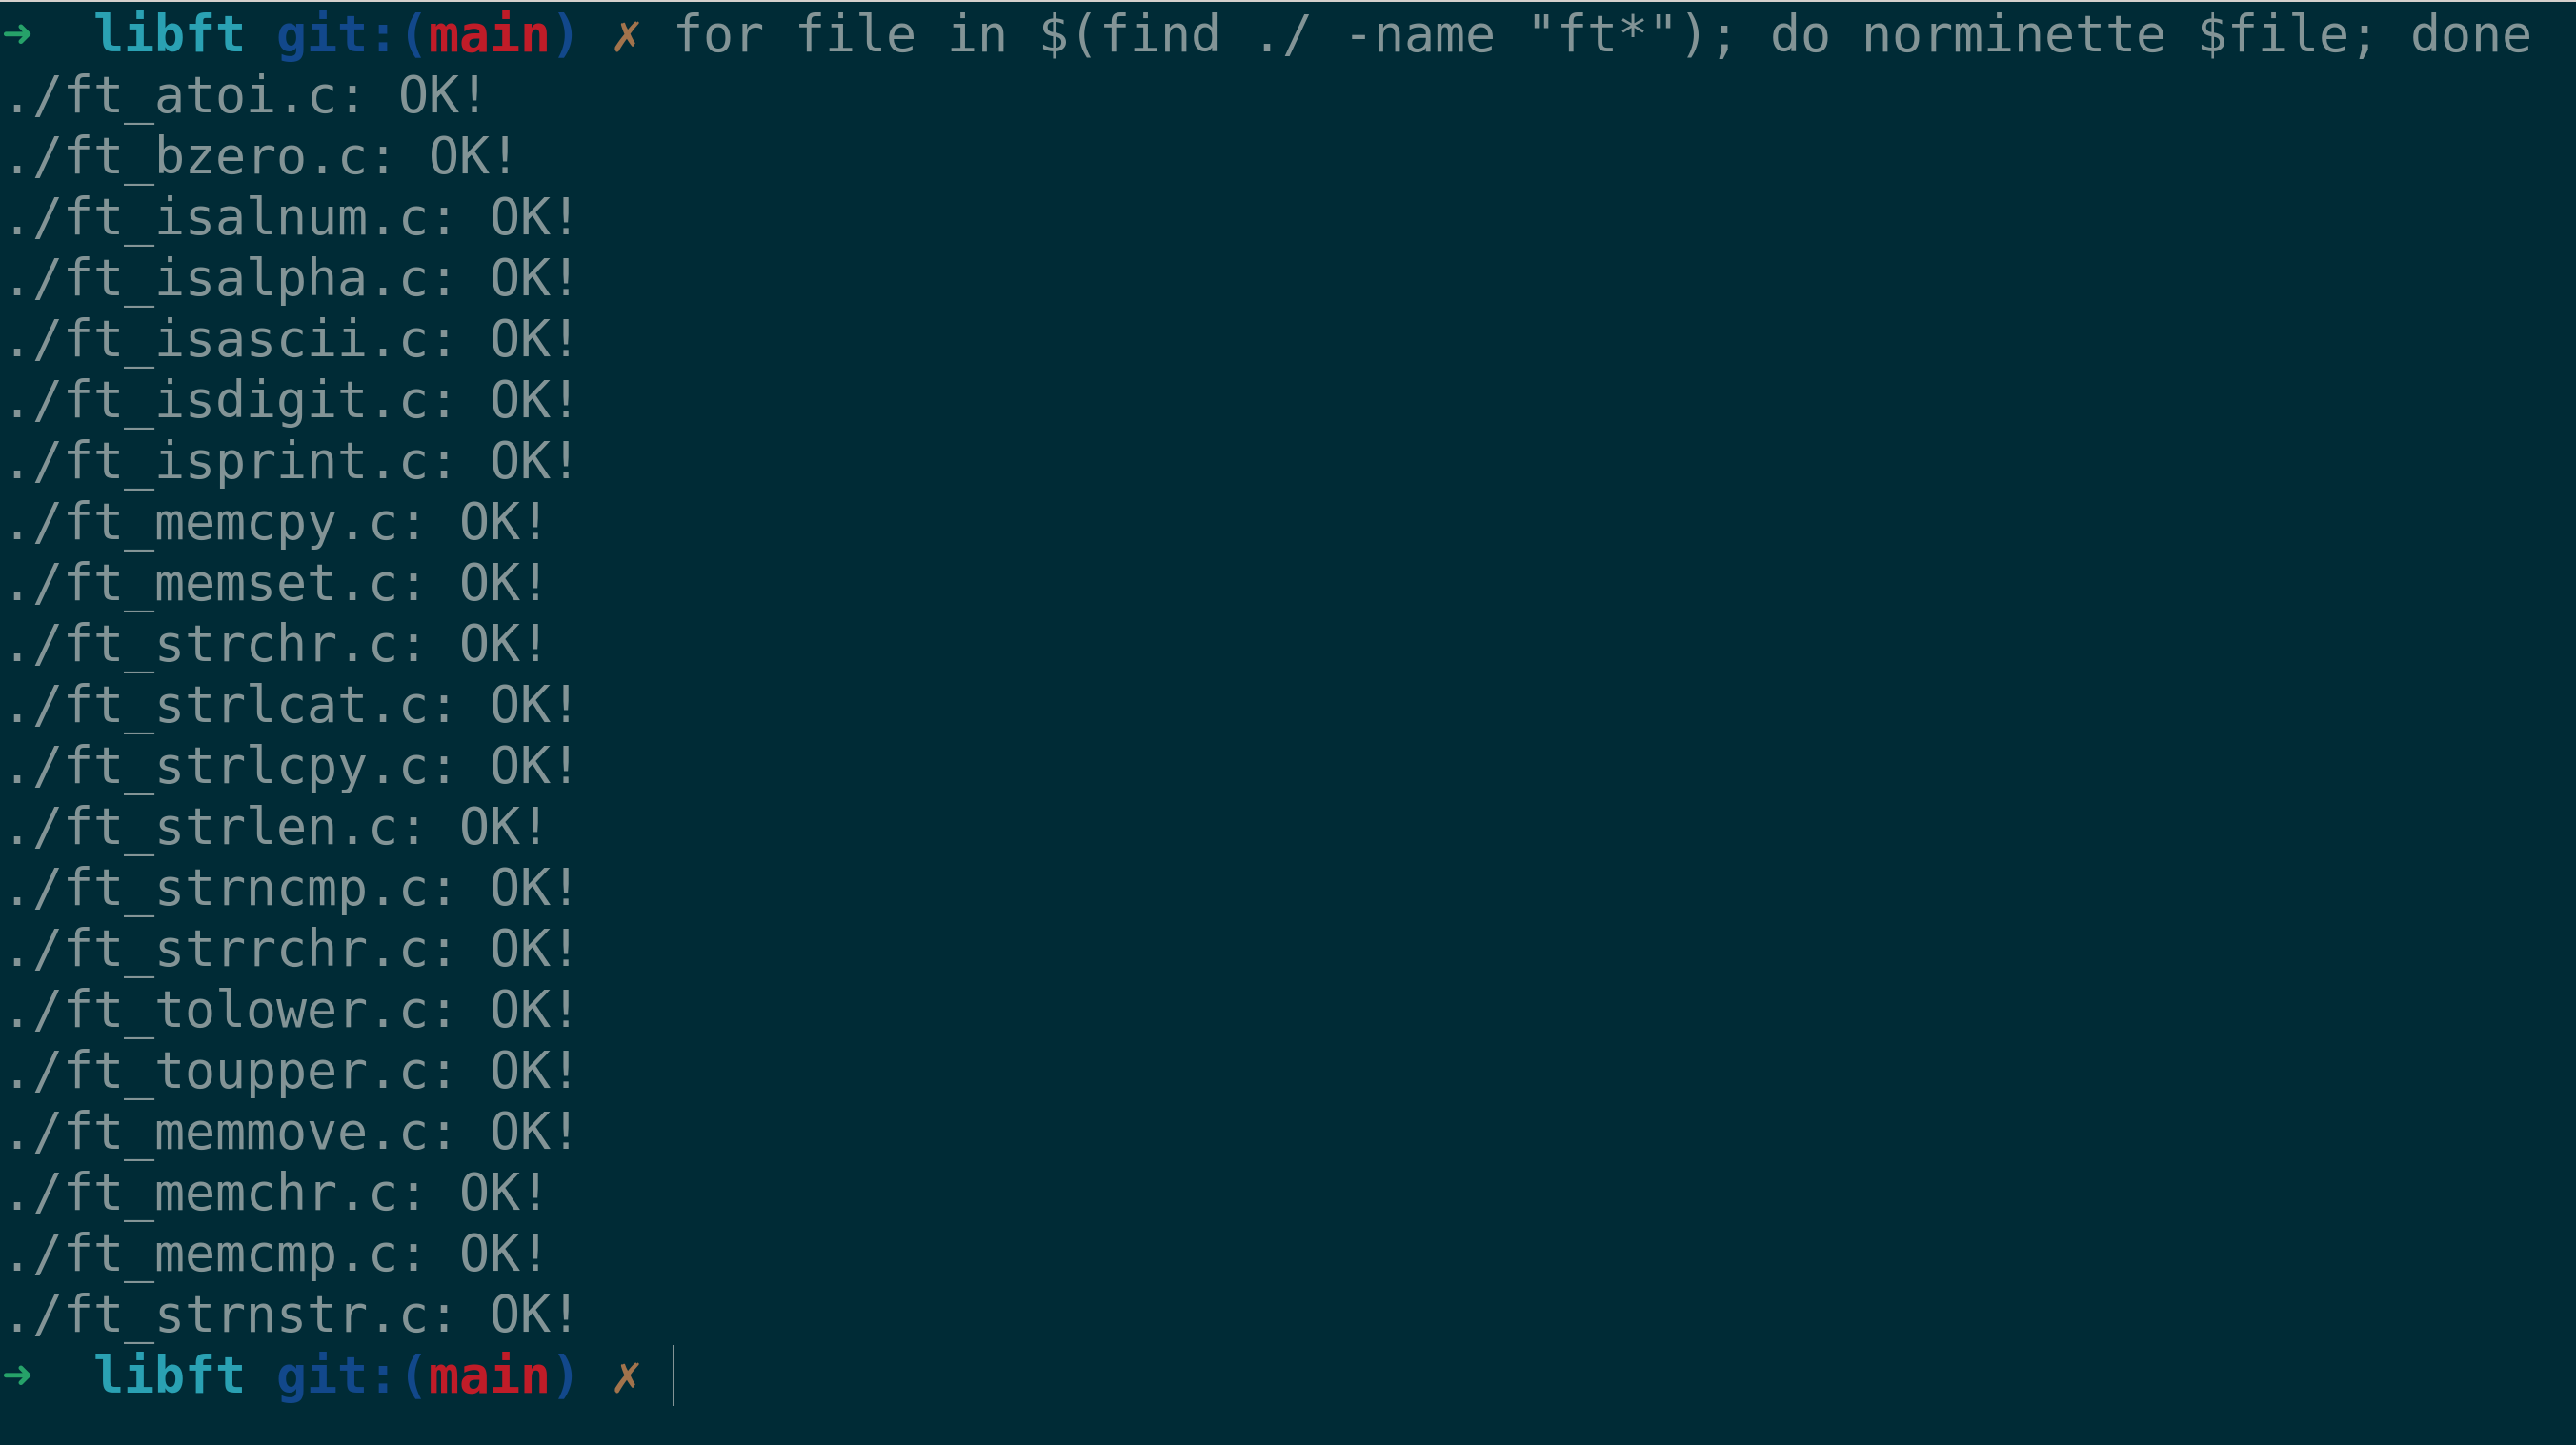 ➜  libft git:(main) ✗ for file in $(find ./ -name "ft*"); do norminette $file; done
./ft_atoi.c: OK!
./ft_bzero.c: OK!
./ft_isalnum.c: OK!
./ft_isalpha.c: OK!
./ft_isascii.c: OK!
./ft_isdigit.c: OK!
./ft_isprint.c: OK!
./ft_memcpy.c: OK!
./ft_memset.c: OK!
./ft_strchr.c: OK!
./ft_strlcat.c: OK!
./ft_strlcpy.c: OK!
./ft_strlen.c: OK!
./ft_strncmp.c: OK!
./ft_strrchr.c: OK!
./ft_tolower.c: OK!
./ft_toupper.c: OK!
./ft_memmove.c: OK!
./ft_memchr.c: OK!
./ft_memcmp.c: OK!
./ft_strnstr.c: OK!
➜  libft git:(main) ✗